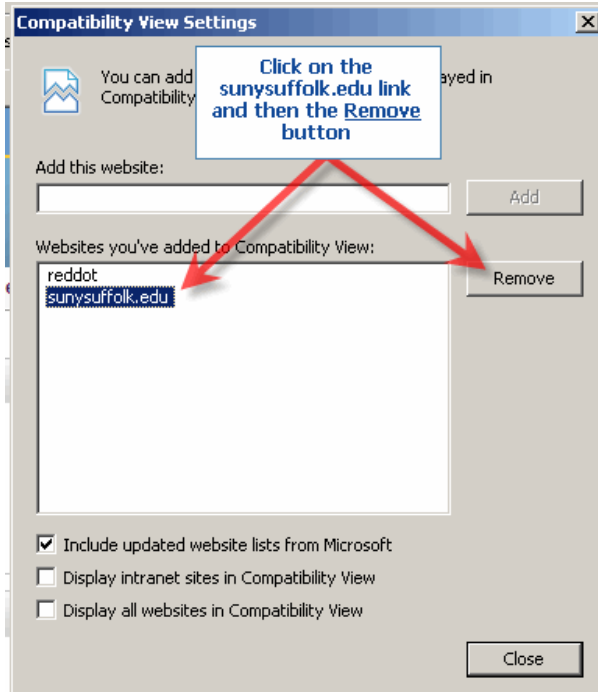 Compatibility View Settings
Click on the
sunysuffolk.edu link
and then the Remove
button
You can add ayed in
Compatibility
Add this website:
Add
Websites you've added to Compatibility View:
reddot
sunysuffolk.edu
Remove
Include updated website lists from Microsoft
Display intranet sites in Compatibility View
Display all websites in Compatibility View
Close